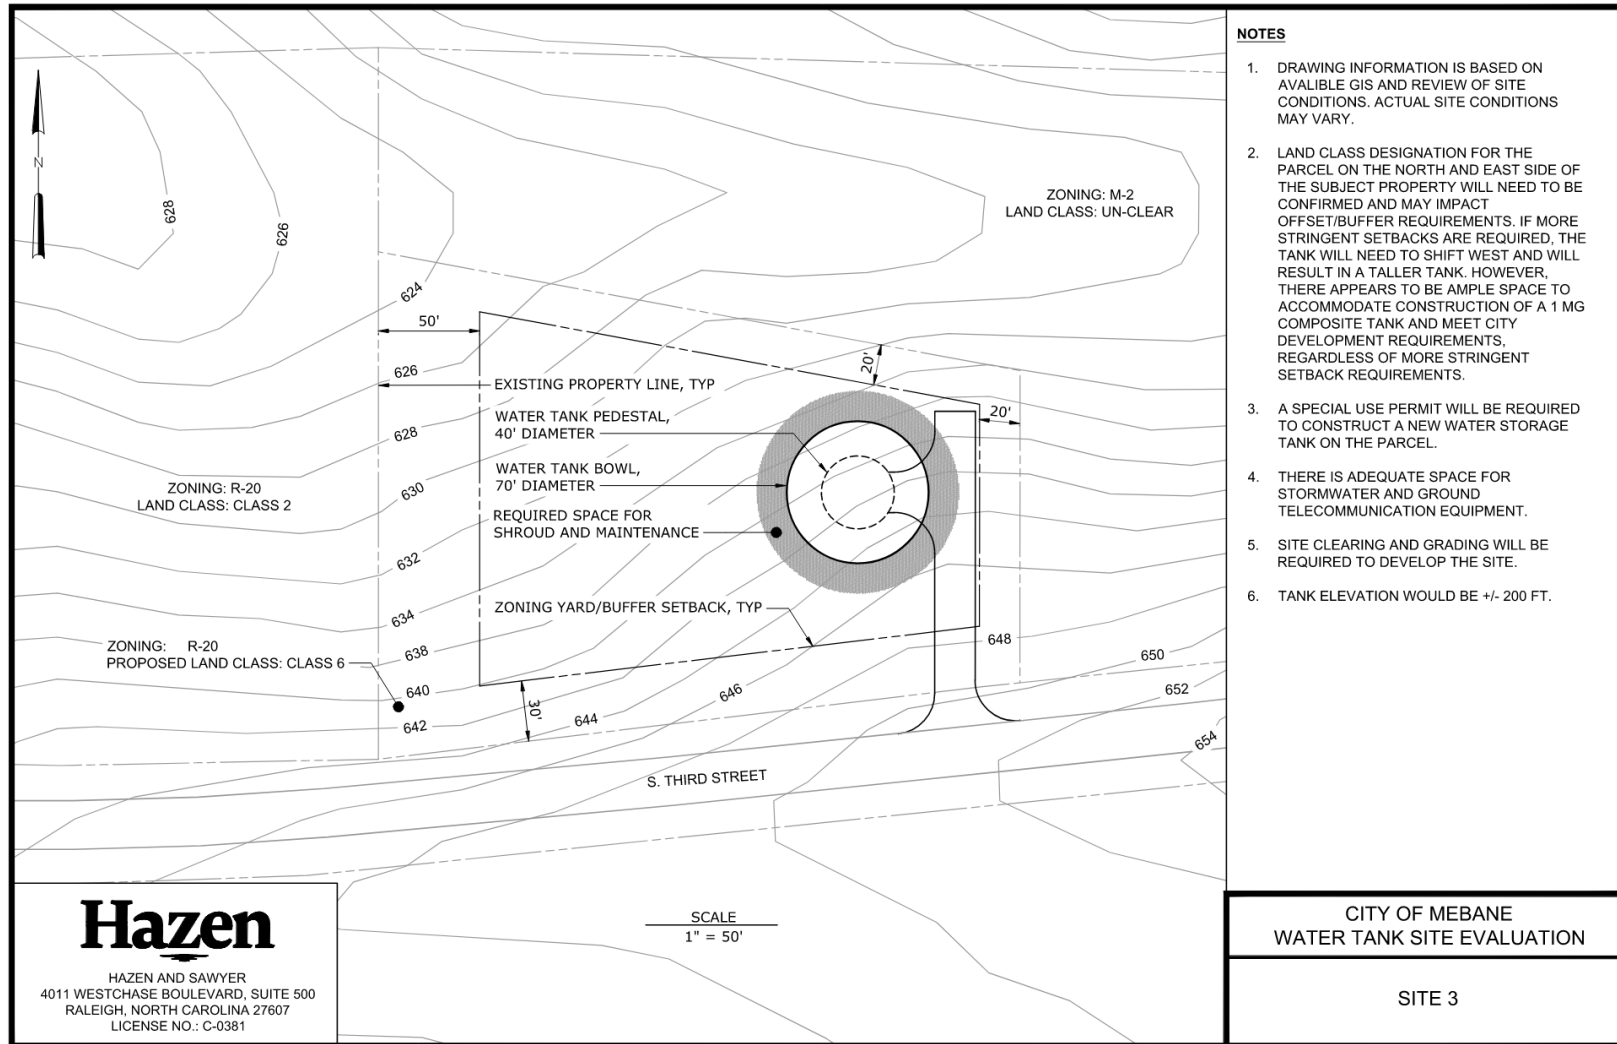 NOTES
1. DRAWING INFORMATION IS BASED ON
AVALIBLE GIS AND REVIEW OF SITE
CONDITIONS. ACTUAL SITE CONDITIONS
MAY VARY.
2. LAND CLASS DESIGNATION FOR THE
PARCEL ON THE NORTH AND EAST SIDE OF
THE SUBJECT PROPERTY WILL NEED TO BE
CONFIRMED AND MAY IMPACT
OFFSET/BUFFER REQUIREMENTS. IF MORE
STRINGENT SETBACKS ARE REQUIRED, THE
TANK WILL NEED TO SHIFT WEST AND WILL
RESULT IN A TALLER TANK. HOWEVER,
THERE APPEARS TO BE AMPLE SPACE TO
ACCOMMODATE CONSTRUCTION OF A 1 MG
COMPOSITE TANK AND MEET CITY
DEVELOPMENT REQUIREMENTS,
REGARDLESS OF MORE STRINGENT
SETBACK REQUIREMENTS.
3. A SPECIAL USE PERMIT WILL BE REQUIRED
TO CONSTRUCT A NEW WATER STORAGE
TANK ON THE PARCEL.
4. THERE IS ADEQUATE SPACE FOR
STORMWATER AND GROUND
TELECOMMUNICATION EQUIPMENT.
5. SITE CLEARING AND GRADING WILL BE
REQUIRED TO DEVELOP THE SITE.
6. TANK ELEVATION WOULD BE +/- 200 FT.
N
628
626
ZONING: M-2
LAND CLASS: UN-CLEAR
624
50'
626
EXISTING PROPERTY LINE, TYP
20'
WATER TANK PEDESTAL,
40' DIAMETER
20'
628
WATER TANK BOWL,
70' DIAMETER
630
ZONING: R-20
LAND CLASS: CLASS 2
REQUIRED SPACE FOR
SHROUD AND MAINTENANCE
632
634
ZONING YARD/BUFFER SETBACK, TYP
638
648
650
ZONING: R-20
PROPOSED LAND CLASS: CLASS 6
640
646
652
642
30'
644
654
S. THIRD STREET
SCALE
1" = 50'
Hazen
HAZEN AND SAWYER
4011 WESTCHASE BOULEVARD, SUITE 500
RALEIGH, NORTH CAROLINA 27607
LICENSE NO.: C-0381
CITY OF MEBANE
WATER TANK SITE EVALUATION
SITE 3